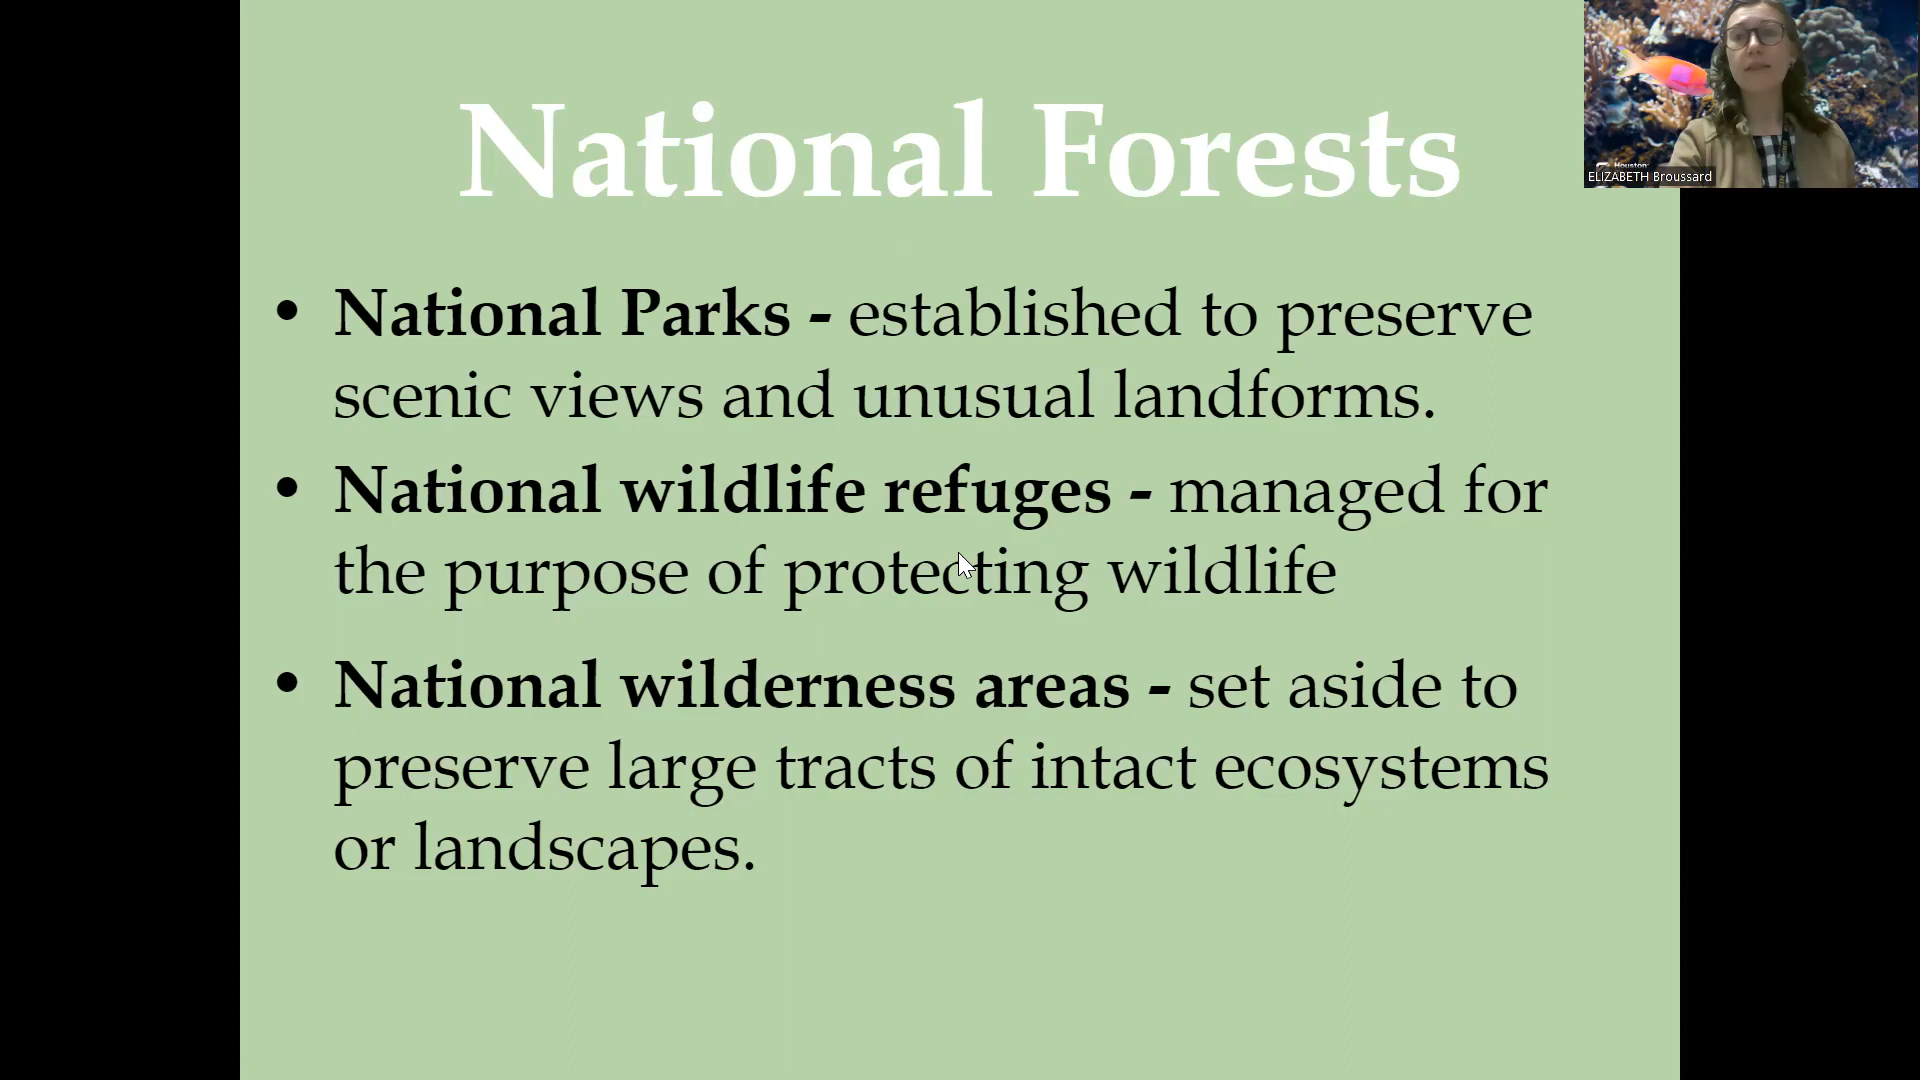 National Forests
• National Parks - established to preserve
scenic views and unusual landforms.
• National wildlife refuges - managed for
the purpose of protecting wildlife
• National wilderness areas - set aside to
preserve large tracts of intact ecosystems
or landscapes.
Houston
ELIZABETH Broussard